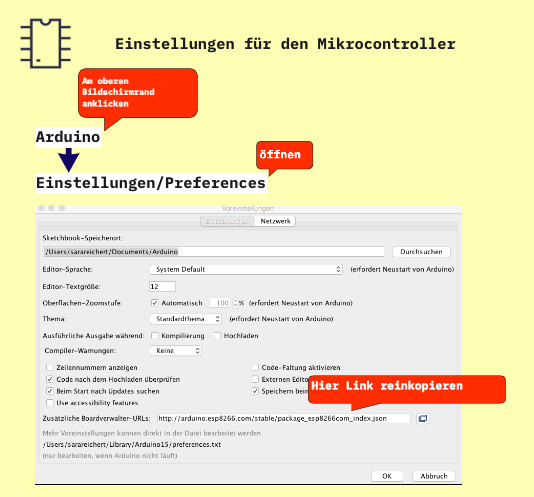 Einstellungen für den Mikrocontroller
Am oberen
Bildschirmrand
anklicken
Arduino
öffnen
Einstellungen/Preferences
Voreinstellungen
Einstellungen Netzwerk
Sketchbook-Speicherort:
/Users/sarareichert/Documents/Arduino Durchsuchen
Editor-Sprache: System Default (erfordert Neustart von Arduino)
Editor-Textgröße: 12
Oberflächen-Zoomstufe: Automatisch 100 % (erfordert Neustart von Arduino)
Thema: Standardthema (erfordert Neustart von Arduino)
Ausführliche Ausgabe während: Kompilierung Hochladen
Compiler-Warnungen: Keine
Zeilennummern anzeigen Code-Faltung aktivieren
Code nach dem Hochladen überprüfen Externen Edito
Hier Link reinkopieren
Beim Start nach Updates suchen Speichern bei
Use accessibility features
Zusätzliche Boardverwalter-URLs: http://arduino.esp8266.com/stable/package_esp8266com_index.json
Mehr Voreinstellungen können direkt in der Datei bearbeitet werden
/Users/sarareichert/Library/Arduino15/preferences.txt
(nur bearbeiten, wenn Arduino nicht läuft)
OK Abbruch